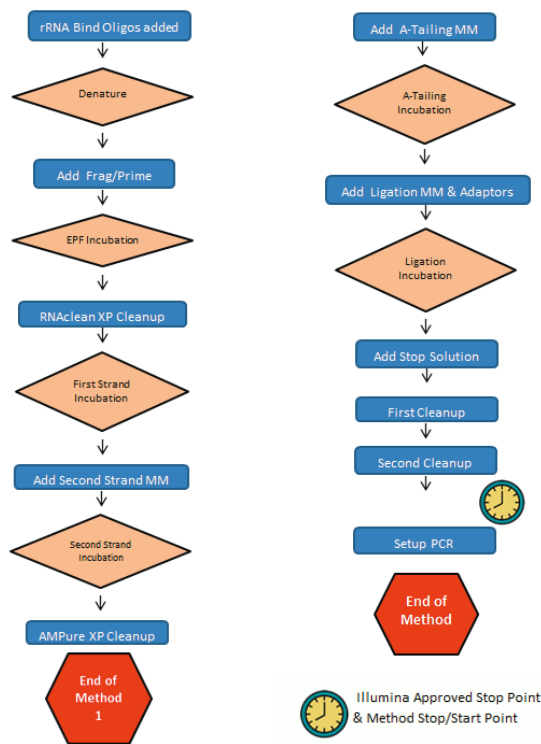 rRNA Bind Oligos added
Denature
Add Frag/Prime
EPF Incubation
RNAclean XP Cleanup
First Strand
Incubation
Add Second Strand MM
Second Strand
Incubation
AMPure XP Cleanup
End of
Method
1
Add A-Tailing MM
A-Tailing
Incubation
Add Ligation MM & Adaptors
Ligation
Incubation
Add Stop Solution
First Cleanup
Second Cleanup
Setup PCR
End of
Method
Illumina Approved Stop Point
& Method Stop/Start Point